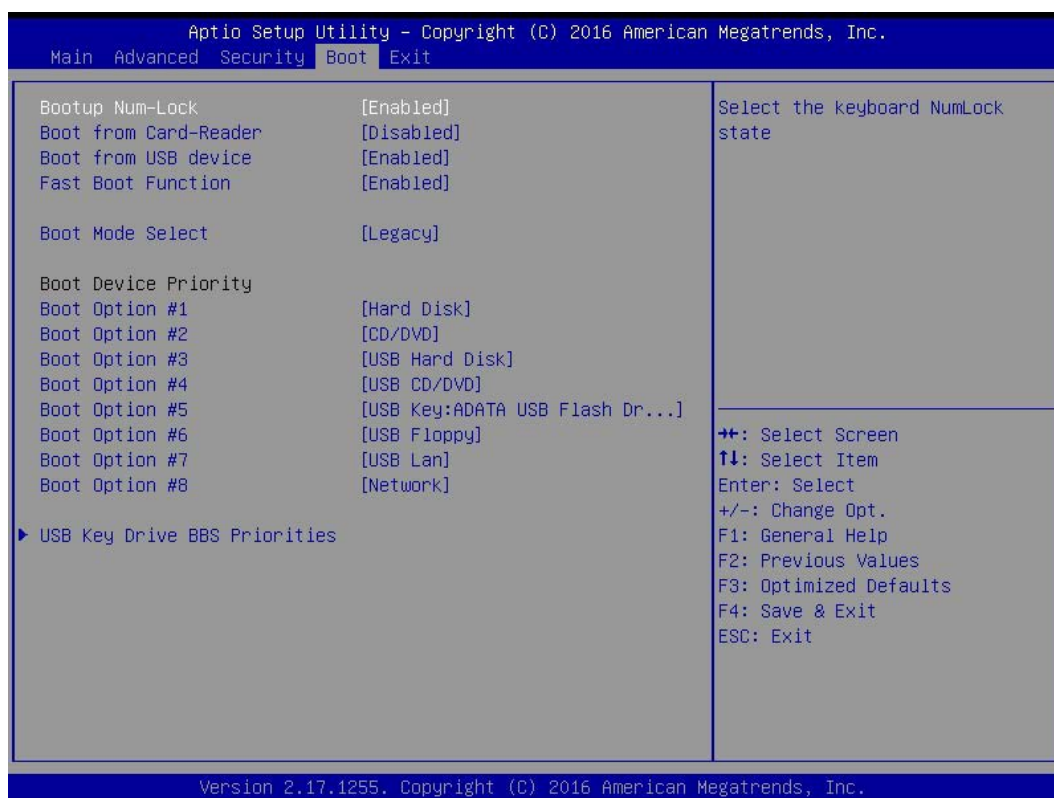 Aptio Setup Utility – Copyright (C) 2016 American Megatrends, Inc.
Main Advanced Security Boot Exit
Bootup Num-Lock [Enabled]
Boot from Card-Reader [Disabled]
Boot from USB device [Enabled]
Fast Boot Function [Enabled]
Boot Mode Select [Legacy]
Boot Device Priority
Boot Option #1 [Hard Disk]
Boot Option #2 [CD/DVD]
Boot Option #3 [USB Hard Disk]
Boot Option #4 [USB CD/DVD]
Boot Option #5 [USB Key:ADATA USB Flash Dr...]
Boot Option #6 [USB Floppy]
Boot Option #7 [USB Lan]
Boot Option #8 [Network]
▶ USB Key Drive BBS Priorities
Select the keyboard NumLock
state
→←: Select Screen
↑↓: Select Item
Enter: Select
+/-: Change Opt.
F1: General Help
F2: Previous Values
F3: Optimized Defaults
F4: Save & Exit
ESC: Exit
Version 2.17.1255. Copyright (C) 2016 American Megatrends, Inc.